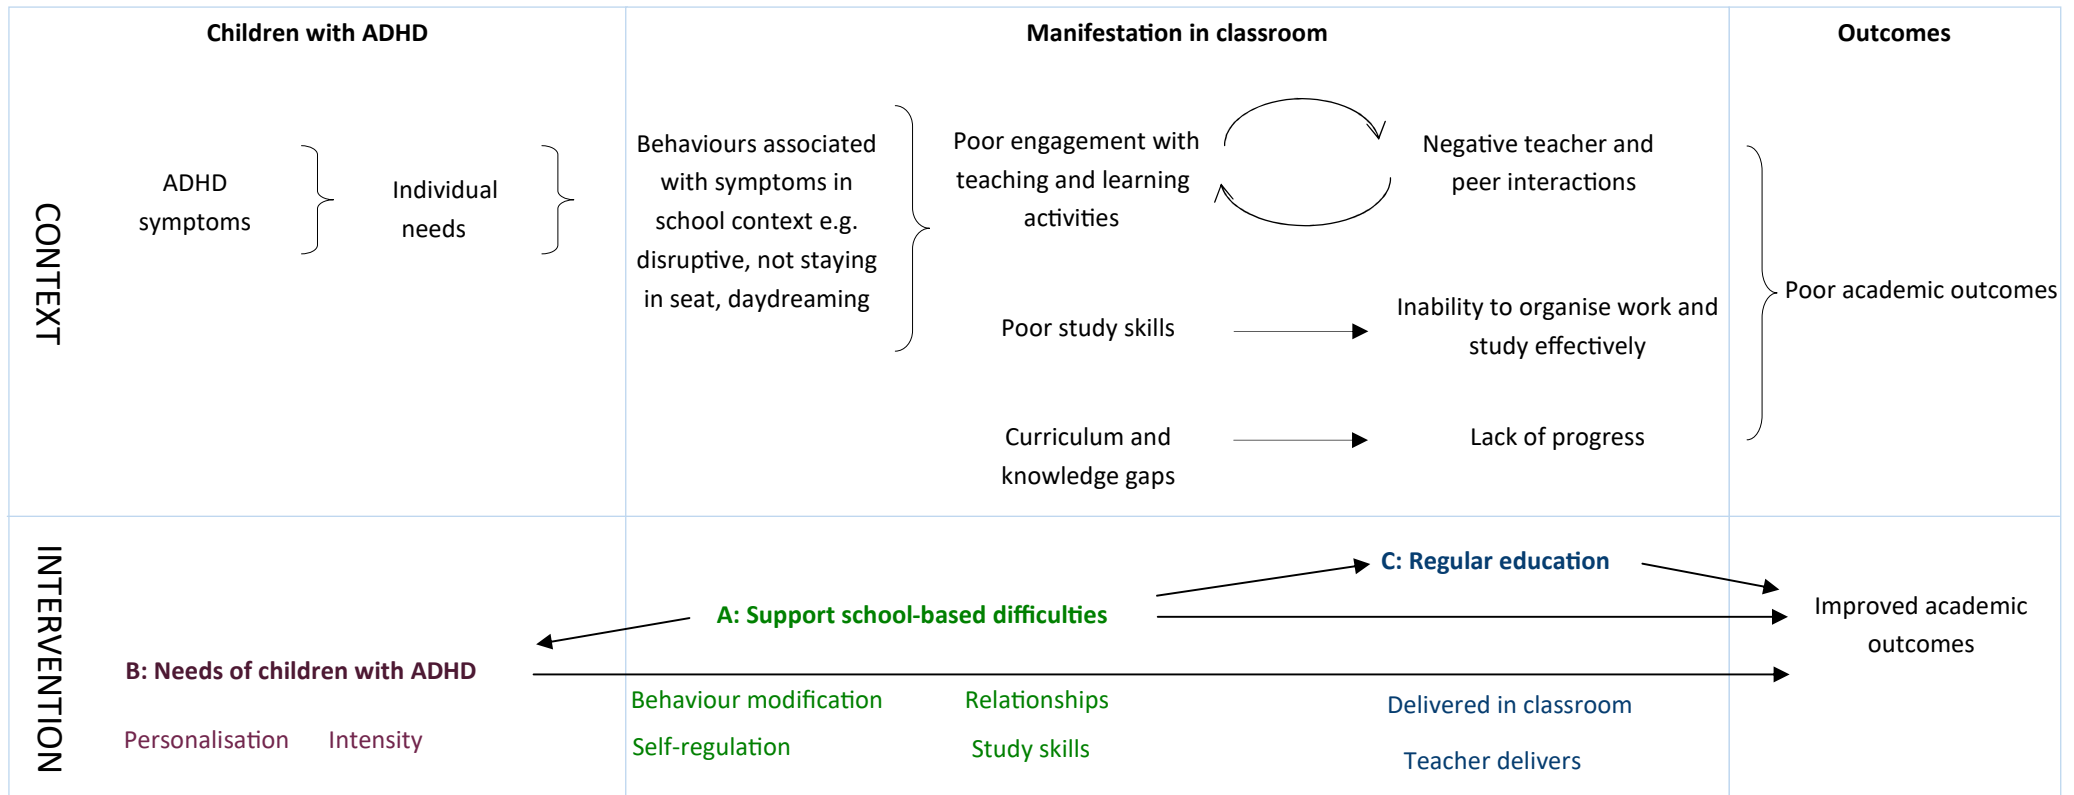 Children with ADHD
Manifestation in classroom
Outcomes
CONTEXT
ADHD
symptoms
Individual
needs
Behaviours associated
with symptoms in
school context e.g.
disruptive, not staying
in seat, daydreaming
Poor engagement with
teaching and learning
activities
Negative teacher and
peer interactions
Poor study skills
Inability to organise work and
study effectively
Curriculum and
knowledge gaps
Lack of progress
Poor academic outcomes
INTERVENTION
C: Regular education
A: Support school-based difficulties
B: Needs of children with ADHD
Improved academic
outcomes
Personalisation
Intensity
Behaviour modification
Relationships
Self-regulation
Study skills
Delivered in classroom
Teacher delivers